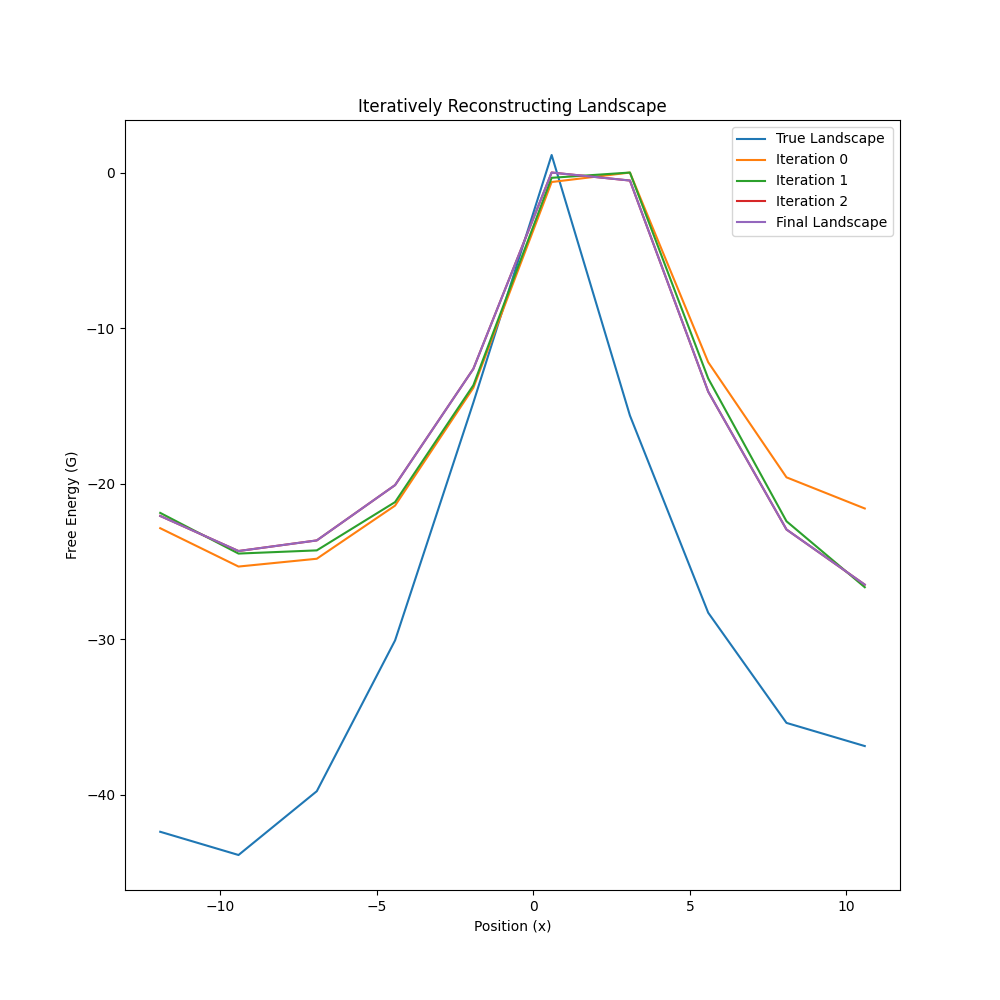 Iteratively Reconstructing Landscape
True Landscape
Iteration 0
Iteration 1
Iteration 2
Final Landscape
0
−10
−20
−30
−40
Free Energy (G)
−10
−5
0
5
10
Position (x)